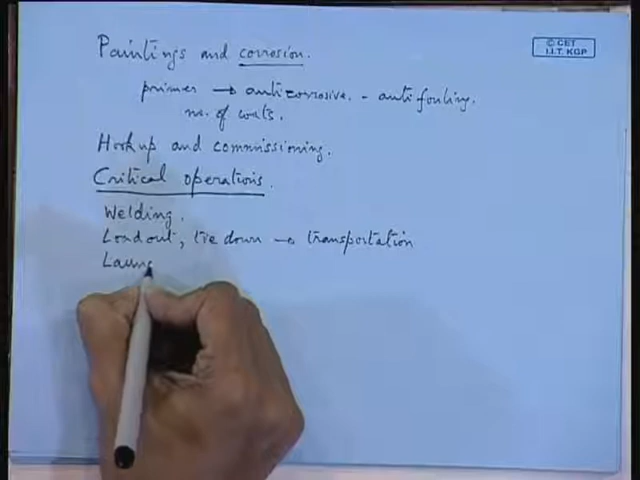 © CET
I.I.T. KGP
Paintings and corrosion.
primer → anticorrosive. - antifouling.
no. of coats.
Hookup and commissioning.
Critical operations.
Welding.
Loadout, tie down → transportation
Launc